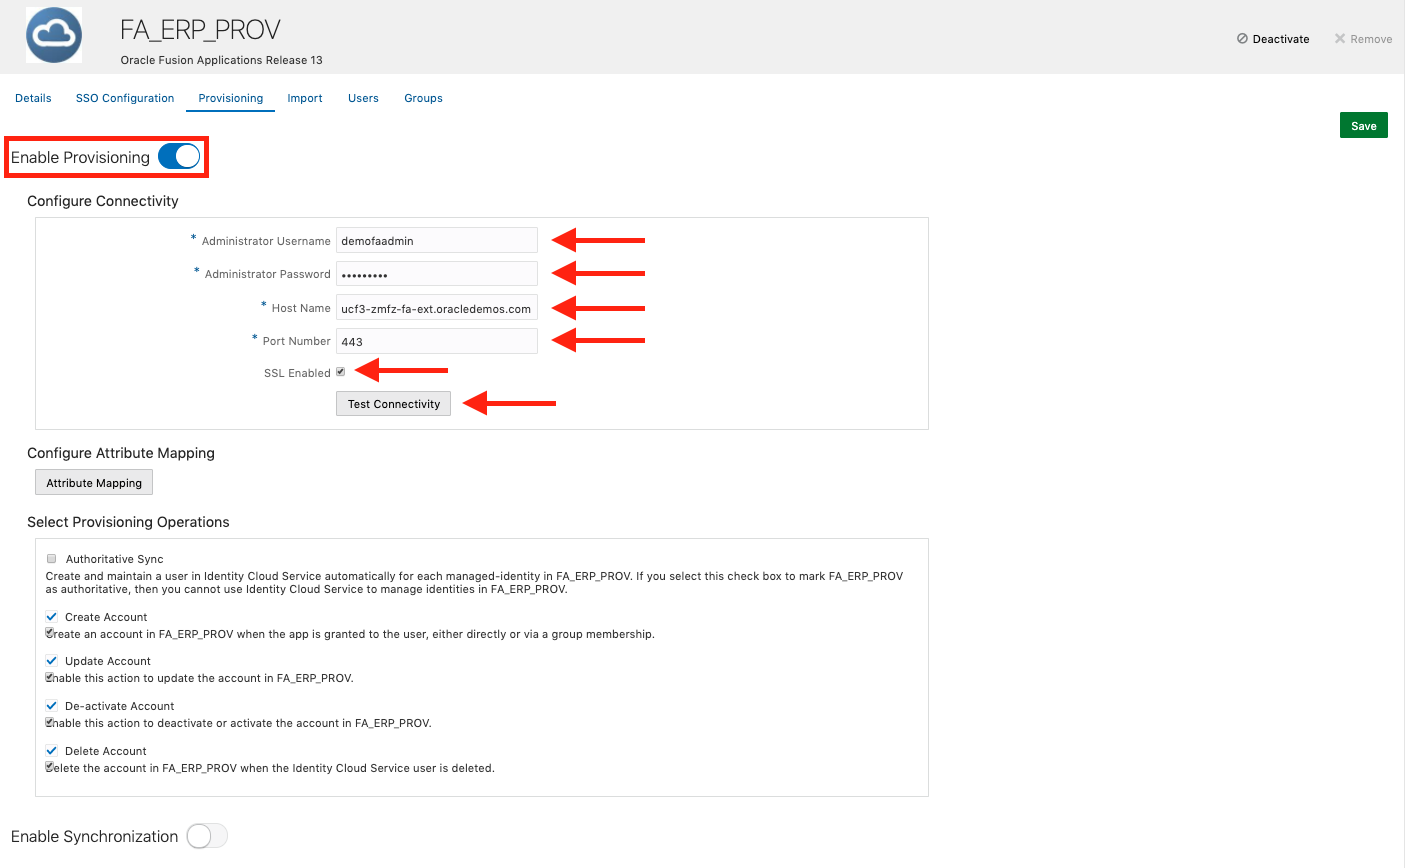 FA_ERP_PROV
Oracle Fusion Applications Release 13
Deactivate
Remove
Details
SSO Configuration
Provisioning
Import
Users
Groups
Save
Enable Provisioning
Configure Connectivity
* Administrator Username demofaadmin
* Administrator Password •••••••••
* Host Name ucf3-zmfz-fa-ext.oracledemos.com
* Port Number 443
SSL Enabled
Test Connectivity
Configure Attribute Mapping
Attribute Mapping
Select Provisioning Operations
Authoritative Sync
Create and maintain a user in Identity Cloud Service automatically for each managed-identity in FA_ERP_PROV. If you select this check box to mark FA_ERP_PROV
as authoritative, then you cannot use Identity Cloud Service to manage identities in FA_ERP_PROV.
Create Account
Create an account in FA_ERP_PROV when the app is granted to the user, either directly or via a group membership.
Update Account
Enable this action to update the account in FA_ERP_PROV.
De-activate Account
Enable this action to deactivate or activate the account in FA_ERP_PROV.
Delete Account
Delete the account in FA_ERP_PROV when the Identity Cloud Service user is deleted.
Enable Synchronization